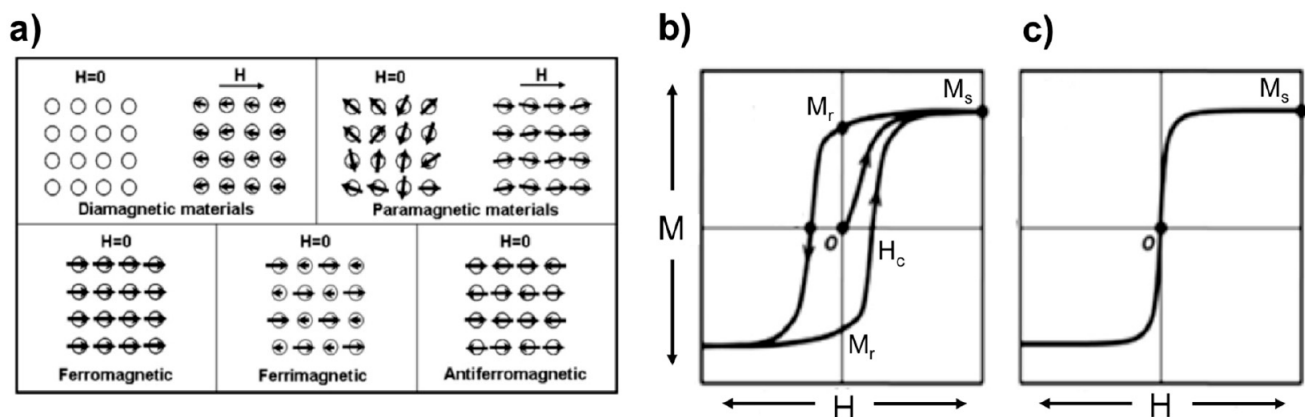 a)
H=0
H
H=0
H
Diamagnetic materials
Paramagnetic materials
H=0
H=0
H=0
Ferromagnetic
Ferrimagnetic
Antiferromagnetic
b)
Ms
Mr
M
O
Hc
Mr
H
c)
Ms
O
H